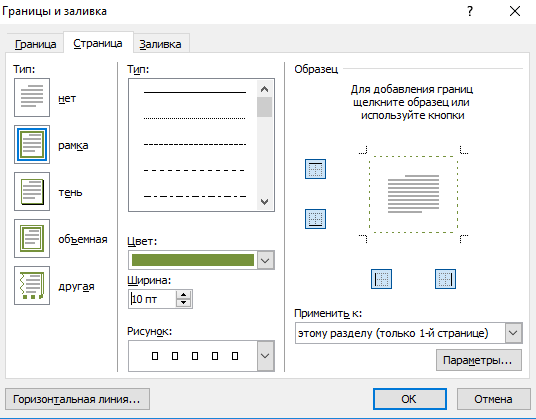 Границы и заливка
Граница
Страница
Заливка
Тип:
нет
рамка
тень
объемная
другая
Тип:
Цвет:
Ширина:
10 пт
Рисунок:
Образец
Для добавления границ
щелкните образец или
используйте кнопки
Применить к:
этому разделу (только 1-й странице)
Параметры...
Горизонтальная линия...
ОК
Отмена